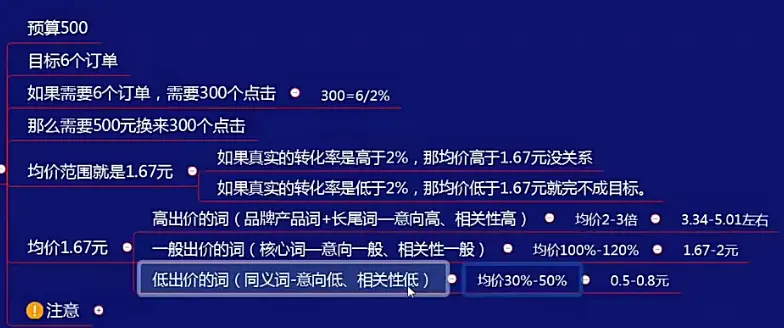 预算500
目标6个订单
如果需要6个订单，需要300个点击
300=6/2%
那么需要500元换来300个点击
均价范围就是1.67元
如果真实的转化率是高于2%，那均价高于1.67元没关系
如果真实的转化率是低于2%，那均价低于1.67元就完不成目标。
均价1.67元
高出价的词（品牌产品词+长尾词—意向高、相关性高）
均价2-3倍
3.34-5.01左右
一般出价的词（核心词—意向一般、相关性一般）
均价100%-120%
1.67-2元
低出价的词（同义词-意向低、相关性低）
均价30%-50%
0.5-0.8元
注意